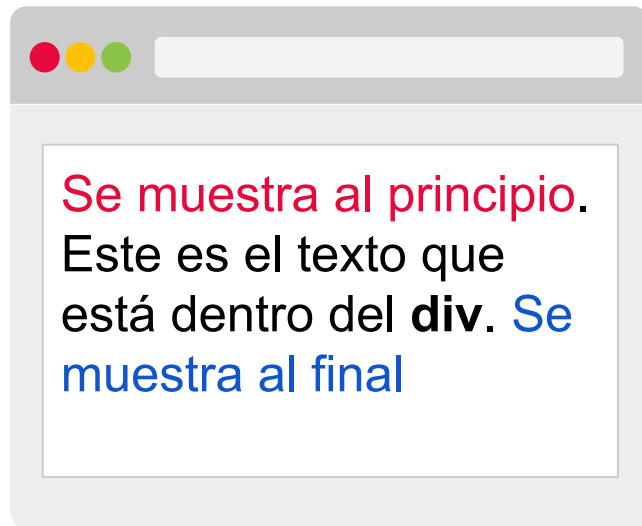 Se muestra al principio.
Este es el texto que
está dentro del div. Se
muestra al final